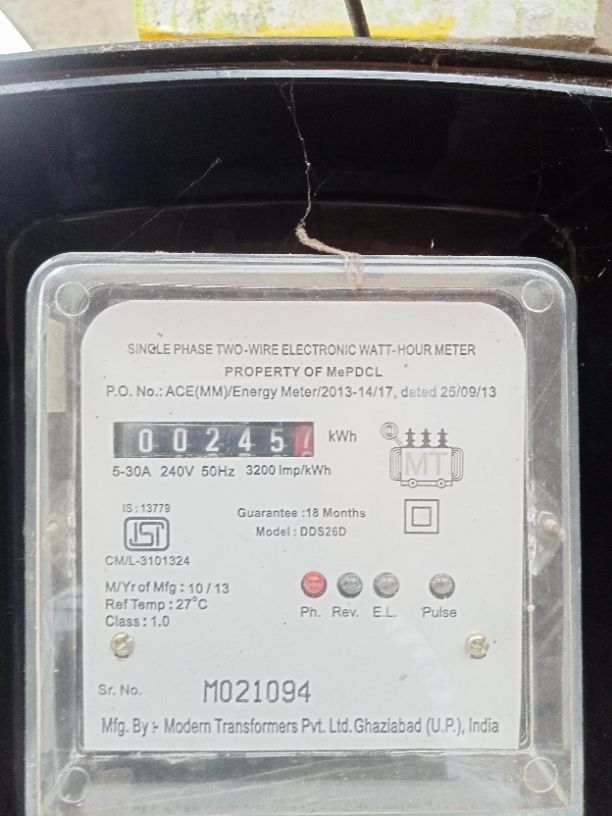 SINGLE PHASE TWO-WIRE ELECTRONIC WATT-HOUR METER
PROPERTY OF MePDCL
P.O. No.: ACE(MM)/Energy Meter/2013-14/17, dated 25/09/13
00245 kWh
MT
5-30A 240V 50Hz 3200 Imp/kWh
IS : 13779
Guarantee :18 Months
Model : DDS26D
CM/L-3101324
M/Yr of Mfg : 10 / 13
Ref Temp : 27°C
Class : 1.0
Ph. Rev. E.L. Pulse
Sr. No. M021094
Mfg. By :- Modern Transformers Pvt. Ltd. Ghaziabad (U.P.), India